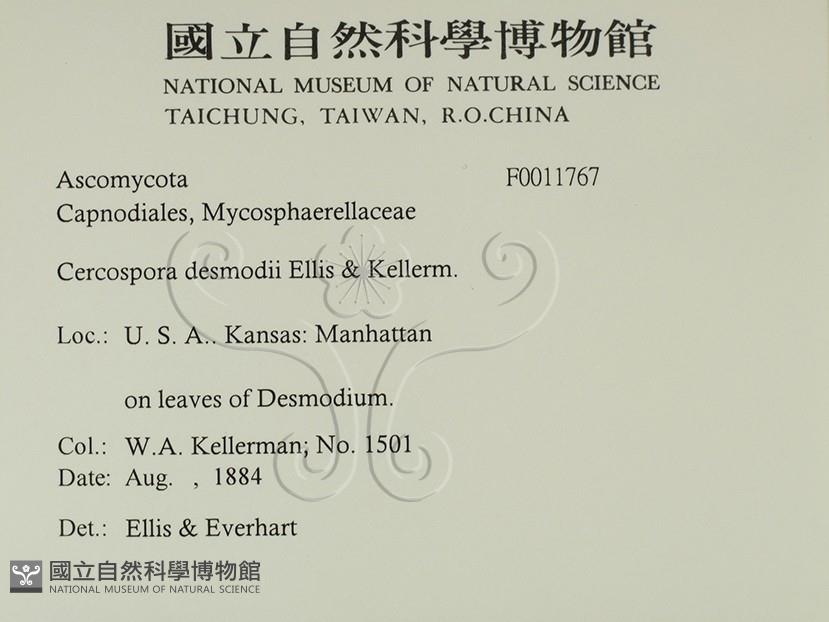 國立自然科學博物館
NATIONAL MUSEUM OF NATURAL SCIENCE
TAICHUNG, TAIWAN, R.O.CHINA
Ascomycota F0011767
Capnodiales, Mycosphaerellaceae
Cercospora desmodii Ellis & Kellerm.
Loc.: U. S. A.. Kansas: Manhattan
on leaves of Desmodium.
Col.: W.A. Kellerman; No. 1501
Date: Aug. , 1884
Det.: Ellis & Everhart
國立自然科學博物館
NATIONAL MUSEUM OF NATURAL SCIENCE